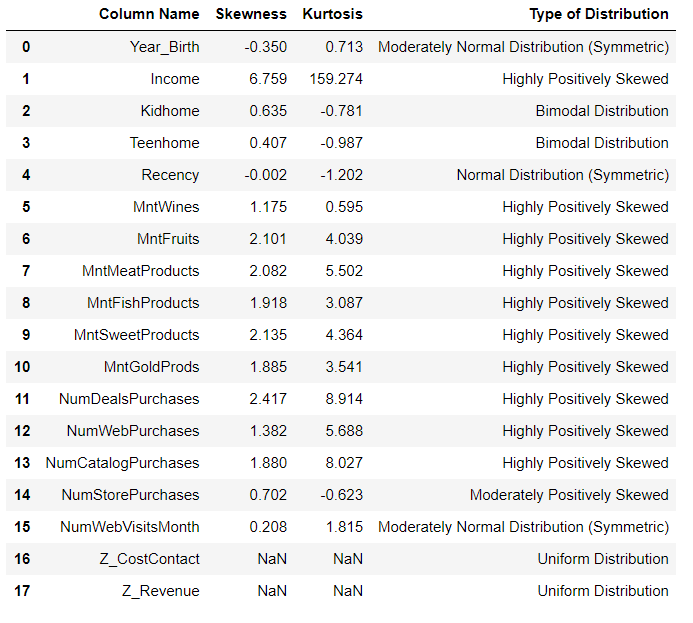 Column Name Skewness Kurtosis Type of Distribution
0 Year_Birth -0.350 0.713 Moderately Normal Distribution (Symmetric)
1 Income 6.759 159.274 Highly Positively Skewed
2 Kidhome 0.635 -0.781 Bimodal Distribution
3 Teenhome 0.407 -0.987 Bimodal Distribution
4 Recency -0.002 -1.202 Normal Distribution (Symmetric)
5 MntWines 1.175 0.595 Highly Positively Skewed
6 MntFruits 2.101 4.039 Highly Positively Skewed
7 MntMeatProducts 2.082 5.502 Highly Positively Skewed
8 MntFishProducts 1.918 3.087 Highly Positively Skewed
9 MntSweetProducts 2.135 4.364 Highly Positively Skewed
10 MntGoldProds 1.885 3.541 Highly Positively Skewed
11 NumDealsPurchases 2.417 8.914 Highly Positively Skewed
12 NumWebPurchases 1.382 5.688 Highly Positively Skewed
13 NumCatalogPurchases 1.880 8.027 Highly Positively Skewed
14 NumStorePurchases 0.702 -0.623 Moderately Positively Skewed
15 NumWebVisitsMonth 0.208 1.815 Moderately Normal Distribution (Symmetric)
16 Z_CostContact NaN NaN Uniform Distribution
17 Z_Revenue NaN NaN Uniform Distribution